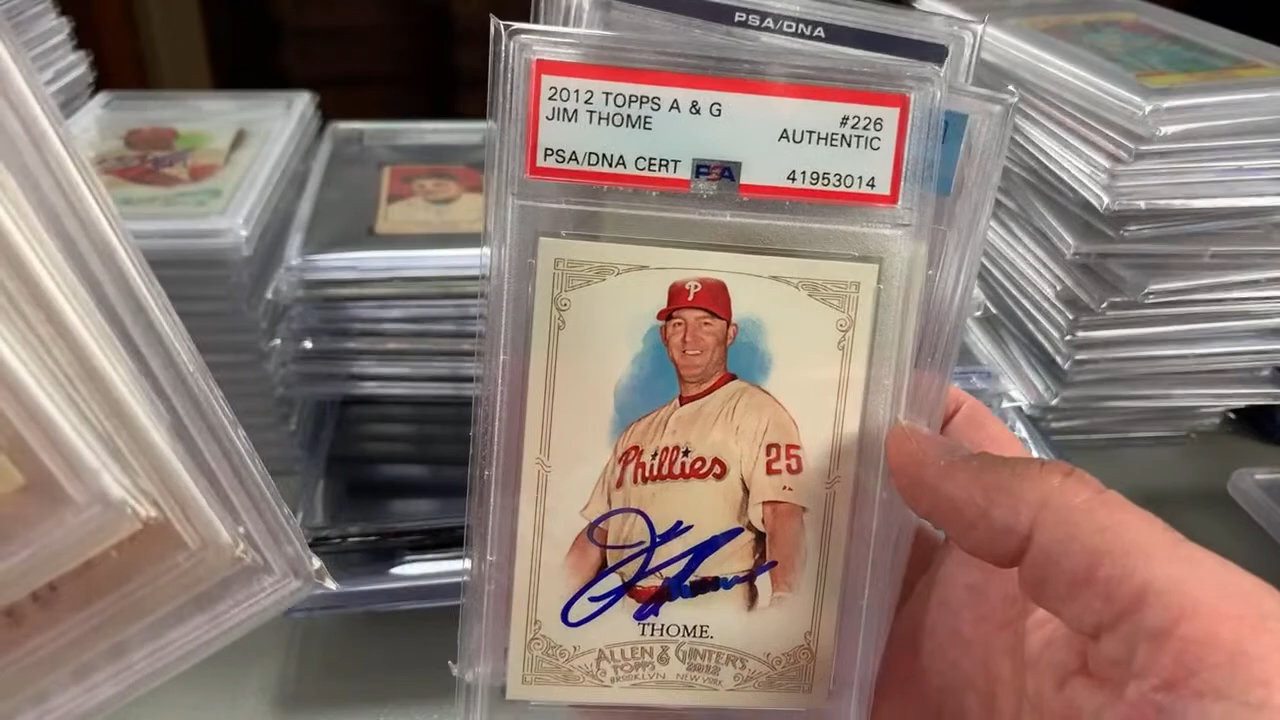 PSA/DNA
2012 TOPPS A & G
JIM THOME
#226
AUTHENTIC
PSA/DNA CERT
PSA
41953014
P
Phillies
25
THOME.
ALLEN & GINTER'S
TOPPS 2012
BROOKLYN NEW YORK